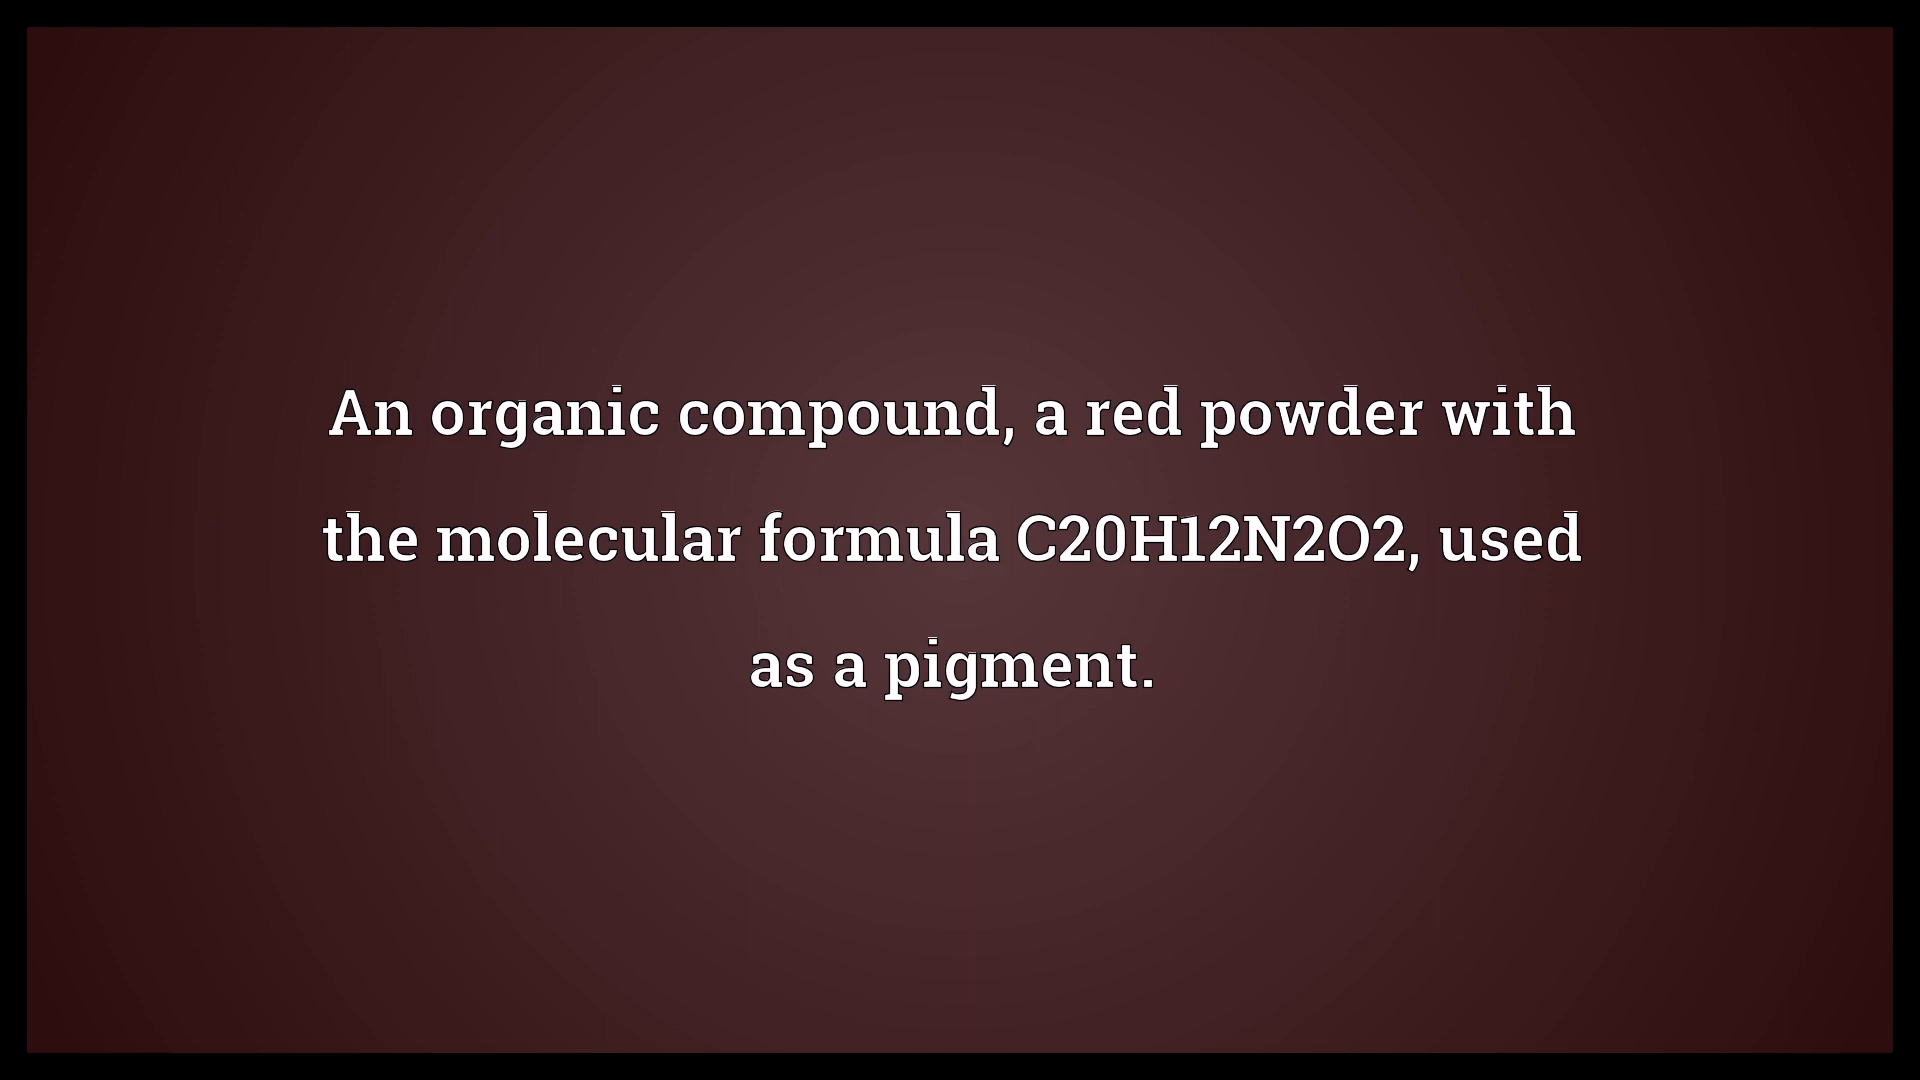 An organic compound, a red powder with
the molecular formula C20H12N2O2, used
as a pigment.